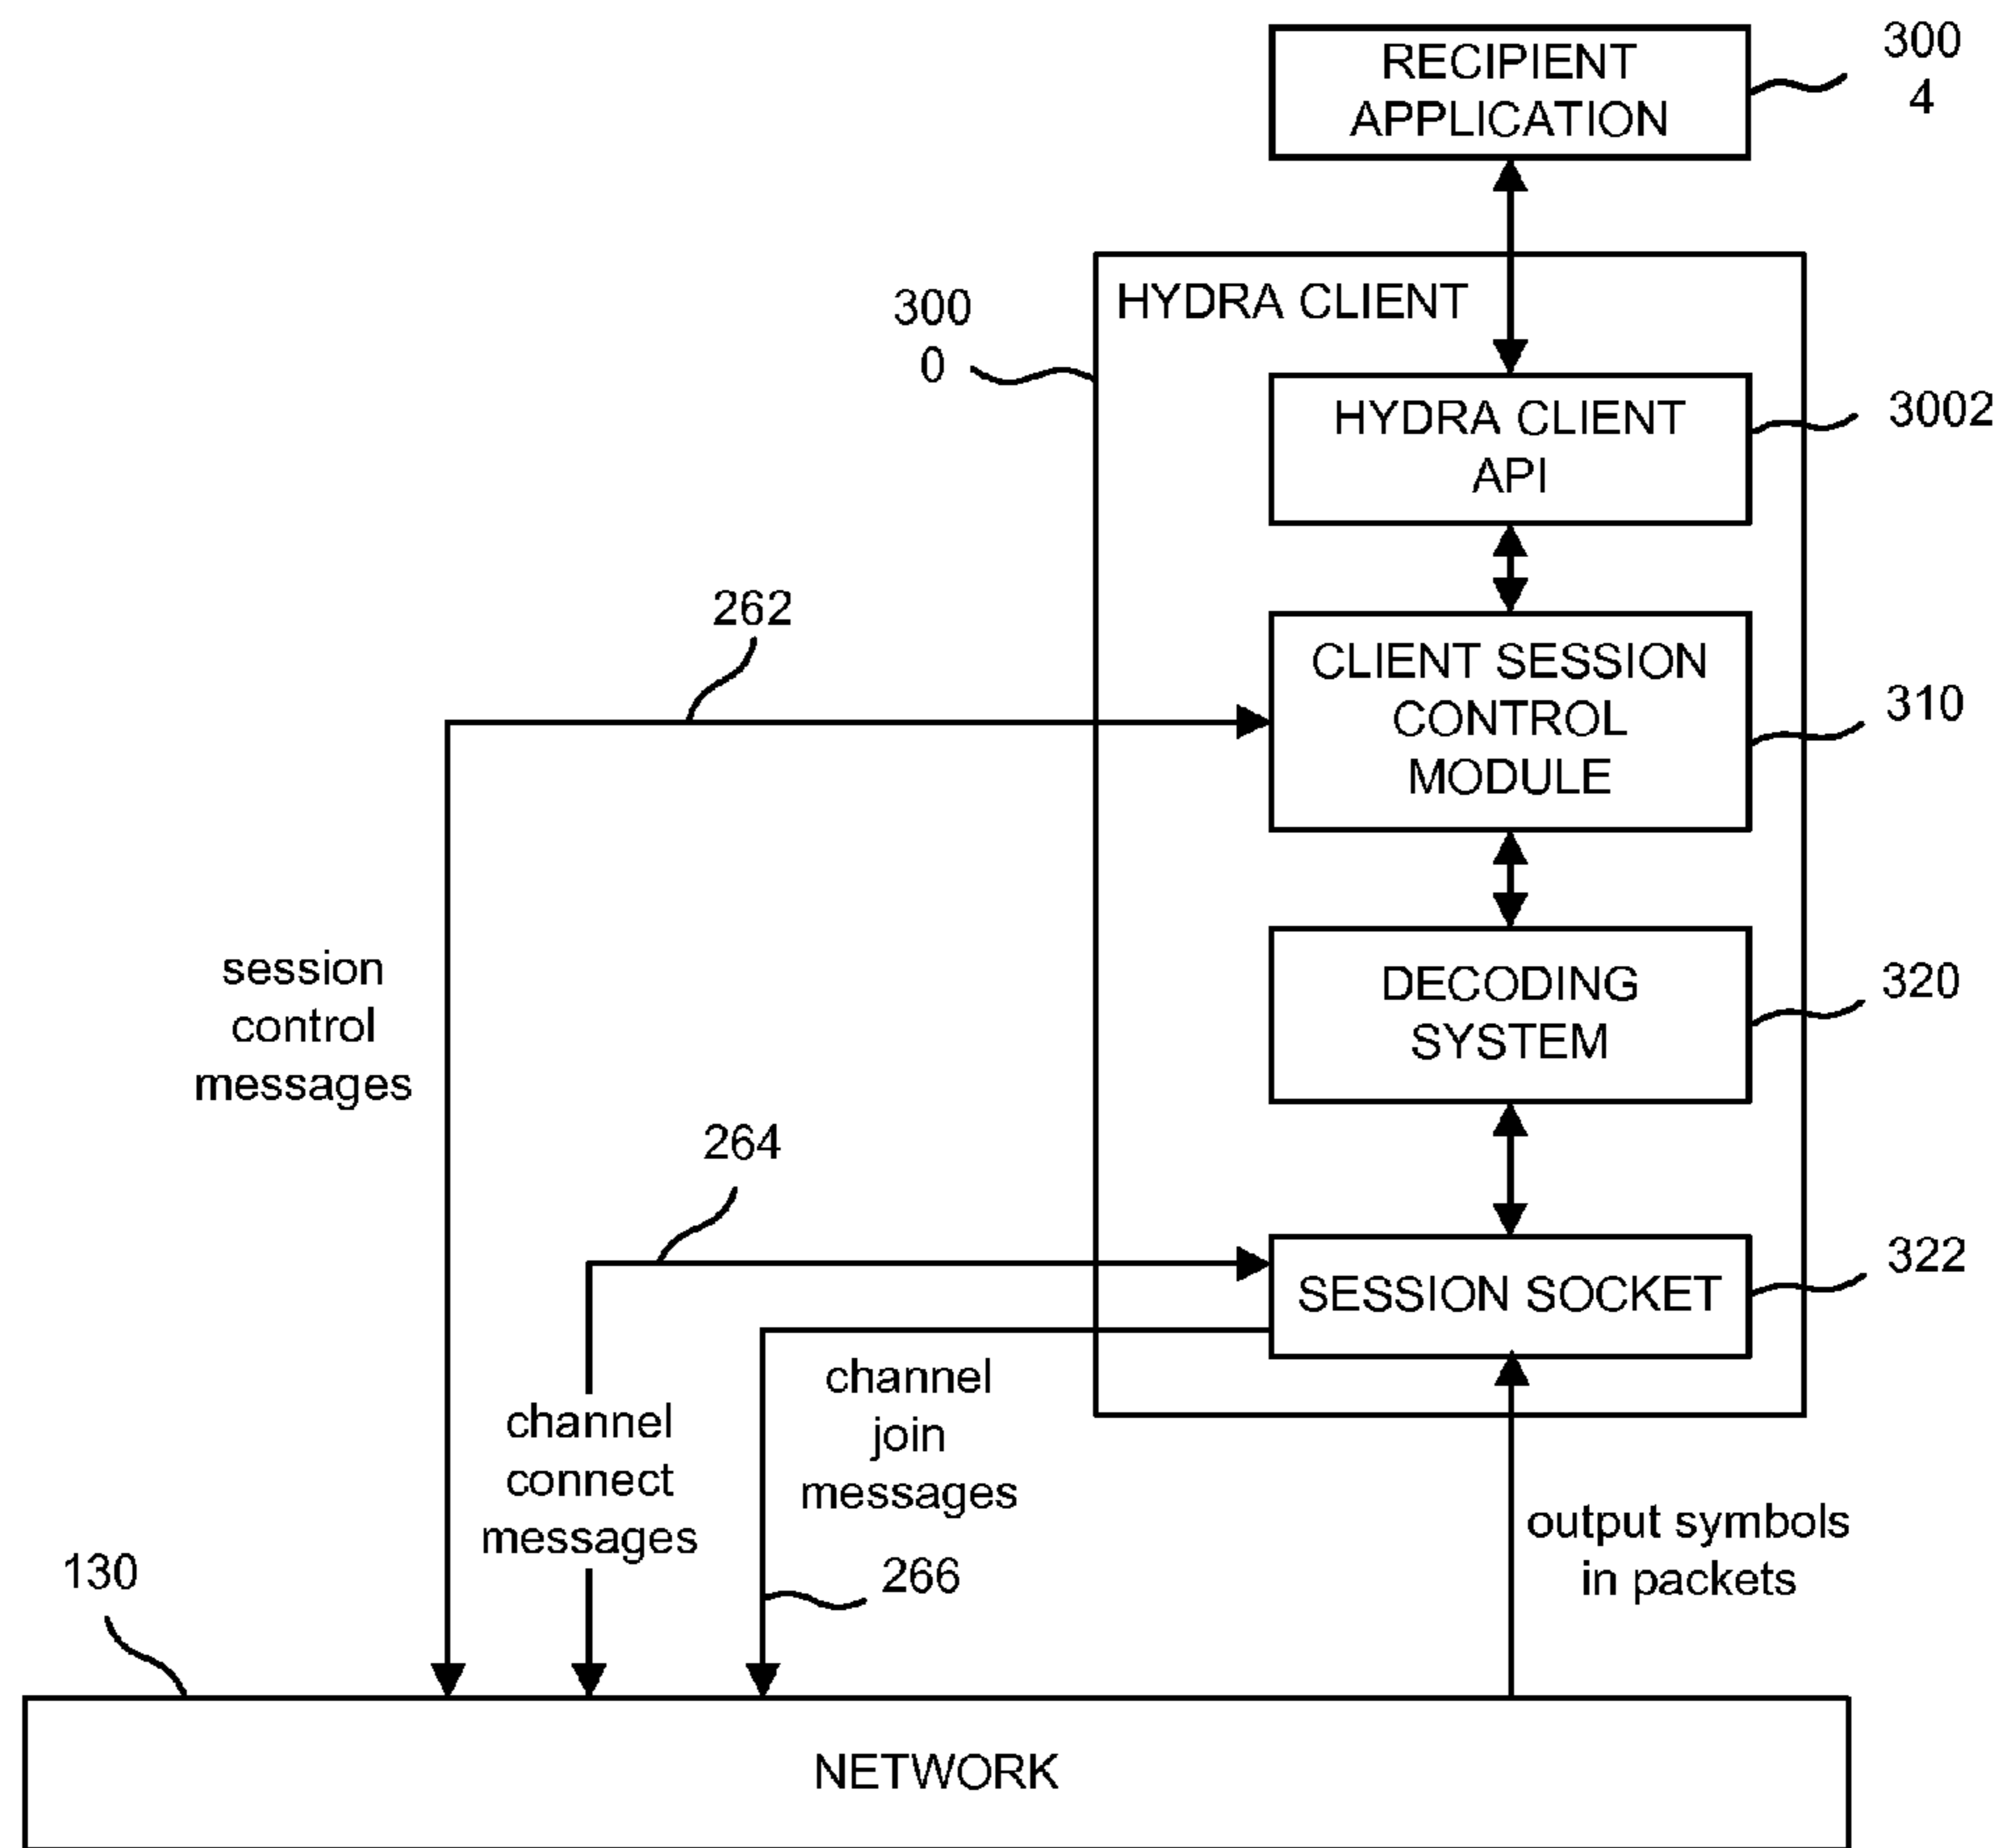 RECIPIENT
APPLICATION
300
4
HYDRA CLIENT
300
0
HYDRA CLIENT
API
3002
262
CLIENT SESSION
CONTROL
MODULE
310
session
control
messages
DECODING
SYSTEM
320
264
SESSION SOCKET
322
channel
join
messages
channel
connect
messages
output symbols
in packets
266
130
NETWORK